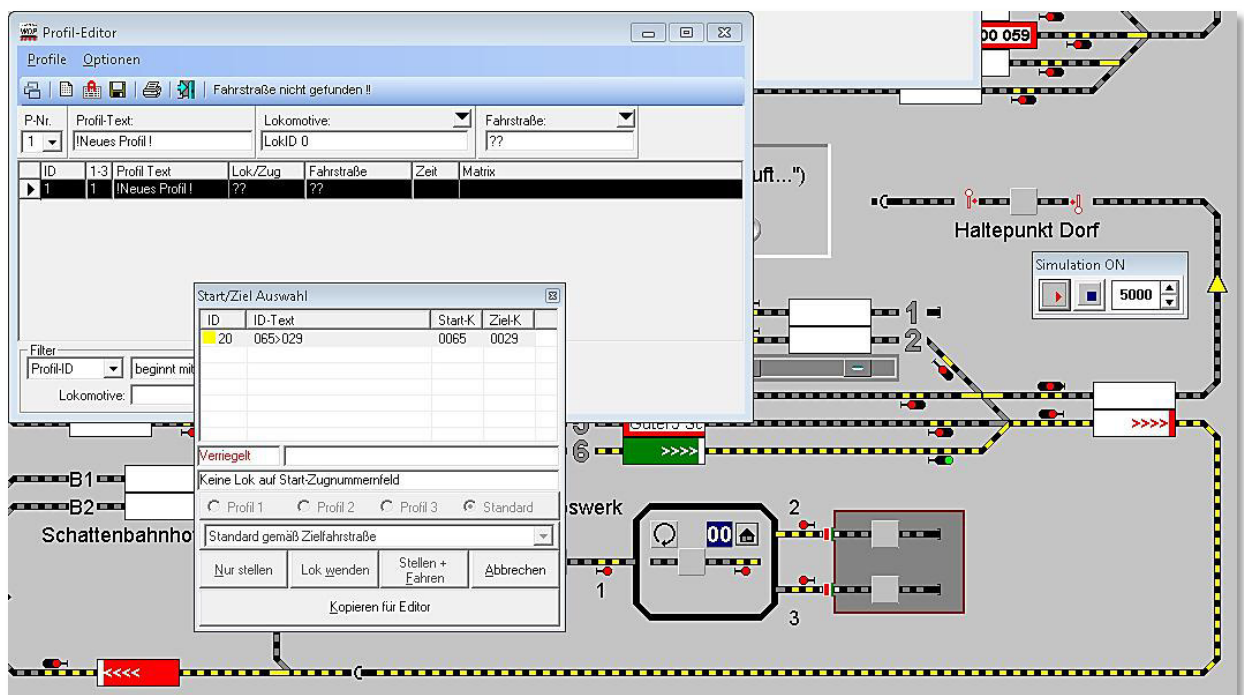 WDP Profil-Editor
Profile Optionen
Fahrstraße nicht gefunden !!
P-Nr. Profil-Text: Lokomotive: Fahrstraße:
1 !Neues Profil ! LokID 0 ??
ID 1-3 Profil Text Lok/Zug Fahrstraße Zeit Matrix
1 1 !Neues Profil ! ?? ??
Filter
Profil-ID beginnt mit
Lokomotive:
Start/Ziel Auswahl
ID ID-Text Start-K Ziel-K
20 065>029 0065 0029
Verriegelt
Keine Lok auf Start-Zugnummernfeld
Profil 1 Profil 2 Profil 3 Standard
Standard gemäß Zielfahrstraße
Nur stellen Lok wenden Stellen + Fahren Abbrechen
Kopieren für Editor
00 059
uft...")
Haltepunkt Dorf
Simulation ON
5000
1
2
>>>>
6 >>>>
B1
B2
Schattenbahnho
swerk
00
2
1
3
<<<<